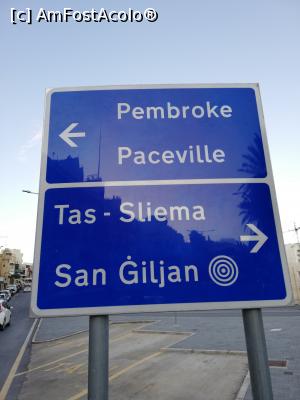 [c] AmFostAcolo®
Pembroke
Paceville
Tas - Sliema
San Ġiljan